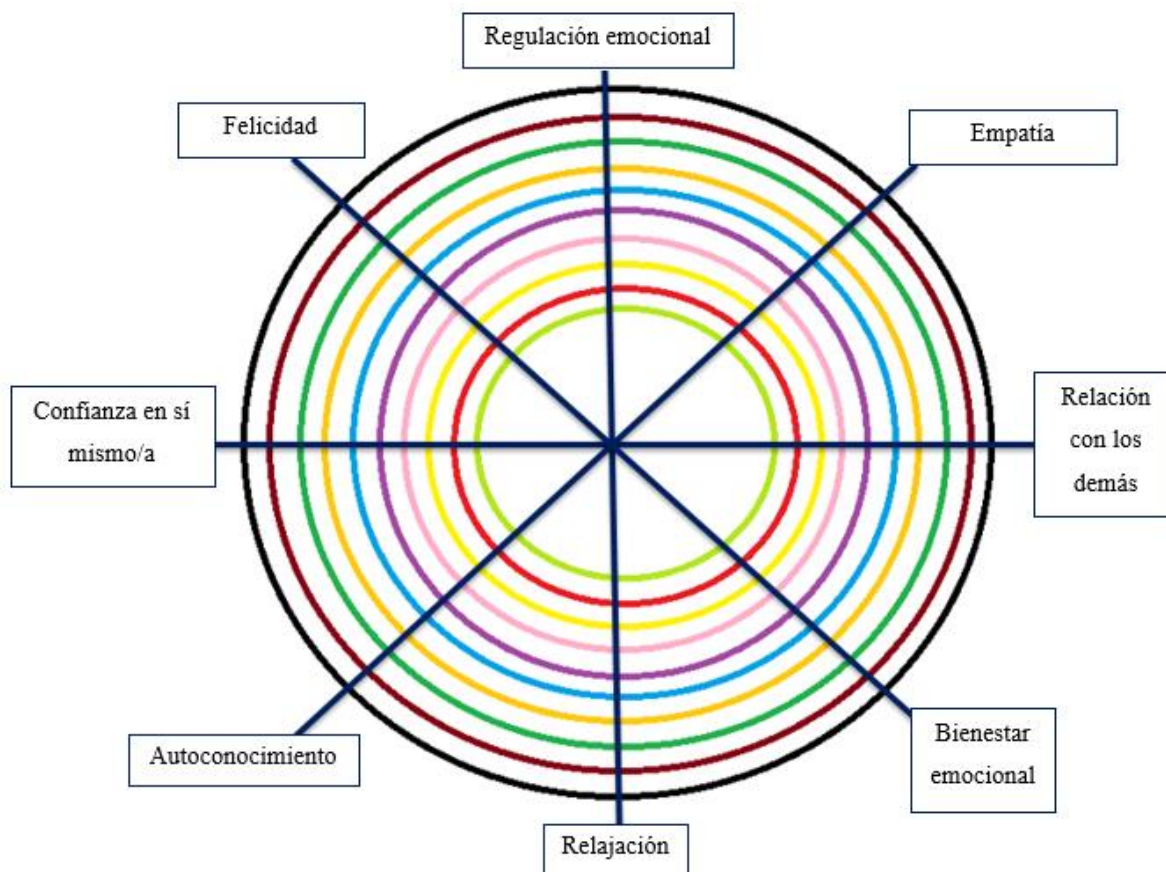 Regulación emocional
Felicidad
Empatía
Confianza en sí
mismo/a
Relación
con los
demás
Autoconocimiento
Bienestar
emocional
Relajación